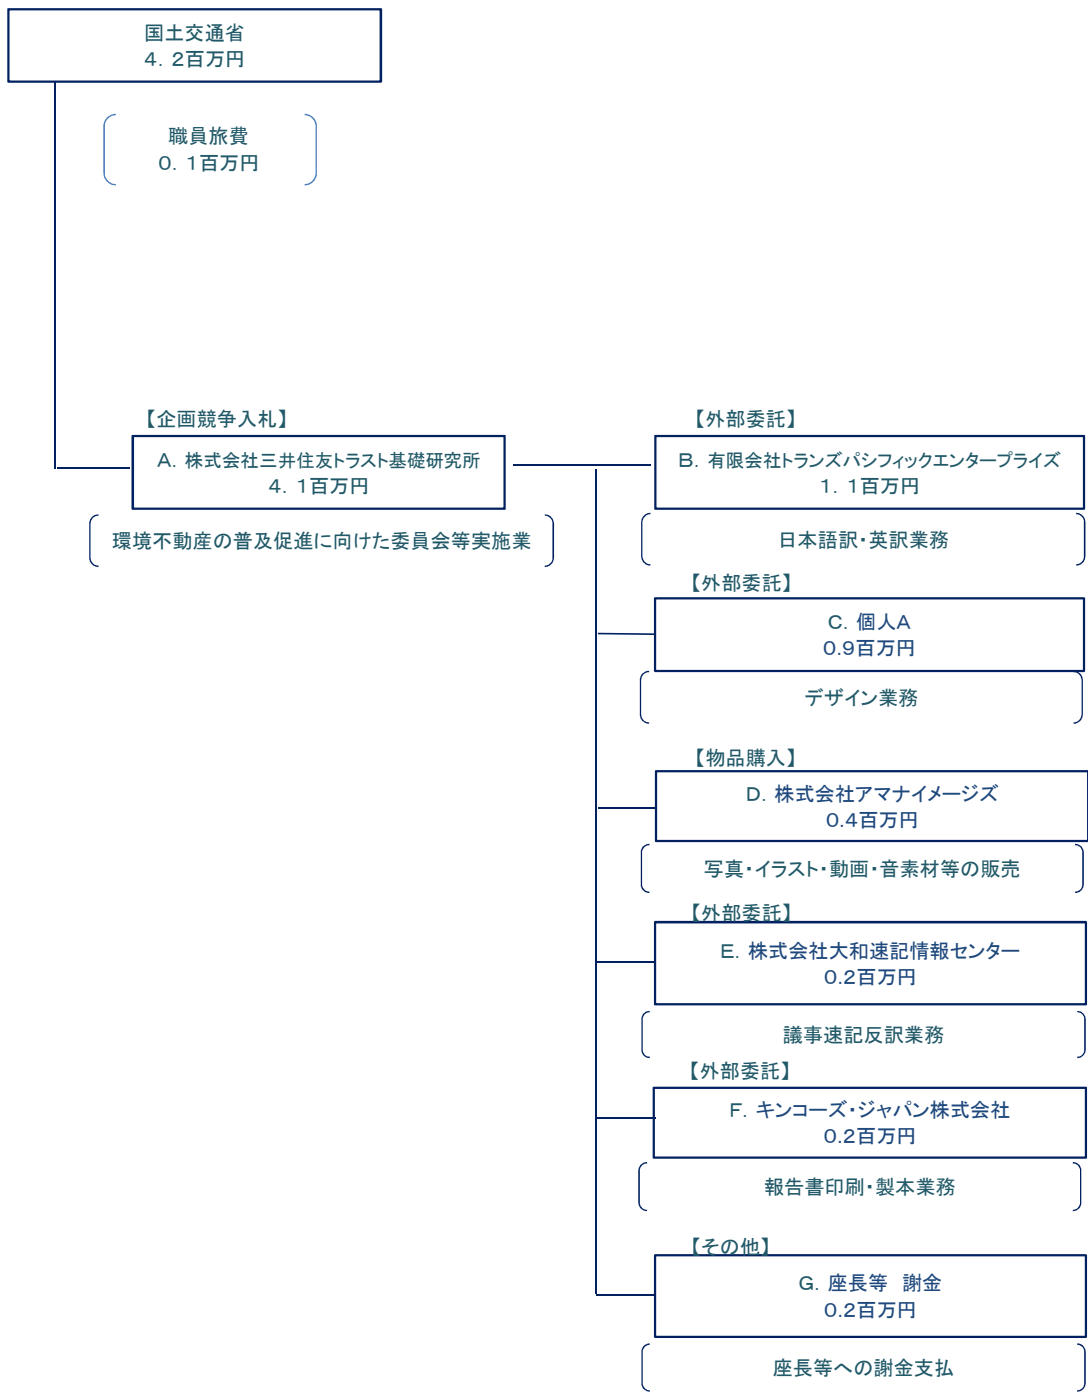 国土交通省
4．2百万円
職員旅費
0．1百万円
【企画競争入札】
A．株式会社三井住友トラスト基礎研究所
4．1百万円
環境不動産の普及促進に向けた委員会等実施業
【外部委託】
B．有限会社トランズパシフィックエンタープライズ
1．1百万円
日本語訳・英訳業務
【外部委託】
C．個人A
0.9百万円
デザイン業務
【物品購入】
D．株式会社アマナイメージズ
0.4百万円
写真・イラスト・動画・音素材等の販売
【外部委託】
E．株式会社大和速記情報センター
0.2百万円
議事速記反訳業務
【外部委託】
F．キンコーズ・ジャパン株式会社
0.2百万円
報告書印刷・製本業務
【その他】
G．座長等　謝金
0.2百万円
座長等への謝金支払